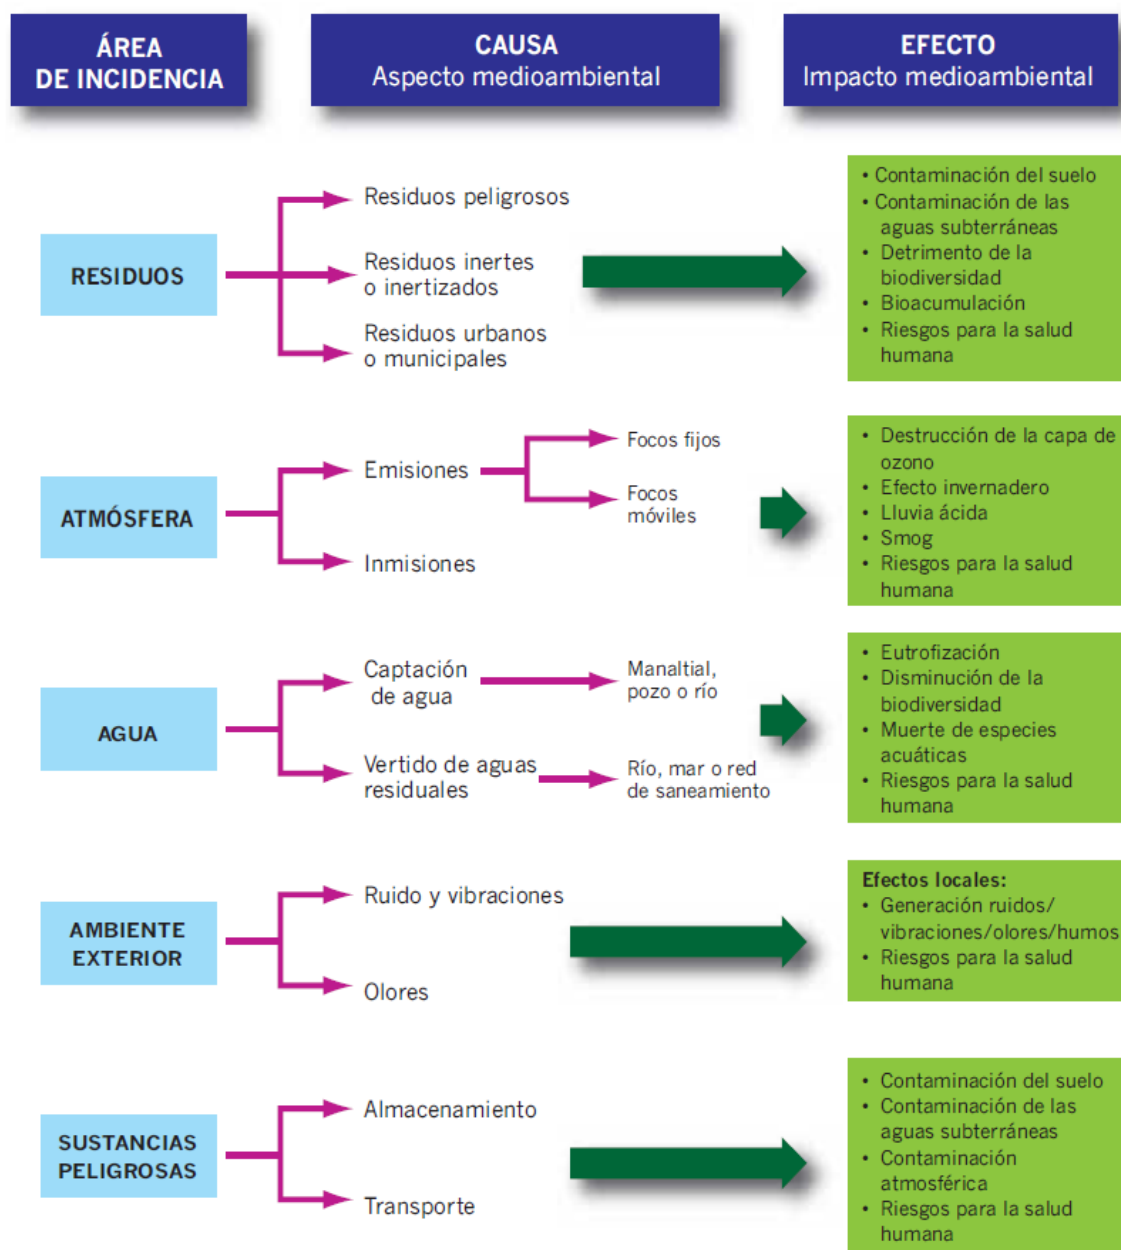 ÁREA
DE INCIDENCIA
CAUSA
Aspecto medioambiental
EFECTO
Impacto medioambiental
RESIDUOS
Residuos peligrosos
Residuos inertes
o inertizados
Residuos urbanos
o municipales
• Contaminación del suelo
• Contaminación de las
aguas subterráneas
• Detrimento de la
biodiversidad
• Bioacumulación
• Riesgos para la salud
humana
ATMÓSFERA
Emisiones
Focos fijos
Focos
móviles
Inmisiones
• Destrucción de la capa de
ozono
• Efecto invernadero
• Lluvia ácida
• Smog
• Riesgos para la salud
humana
AGUA
Captación
de agua
Manaltial,
pozo o río
Vertido de aguas
residuales
Río, mar o red
de saneamiento
• Eutrofización
• Disminución de la
biodiversidad
• Muerte de especies
acuáticas
• Riesgos para la salud
humana
AMBIENTE
EXTERIOR
Ruido y vibraciones
Olores
Efectos locales:
• Generación ruidos/
vibraciones/olores/humos
• Riesgos para la salud
humana
SUSTANCIAS
PELIGROSAS
Almacenamiento
Transporte
• Contaminación del suelo
• Contaminación de las
aguas subterráneas
• Contaminación
atmosférica
• Riesgos para la salud
humana